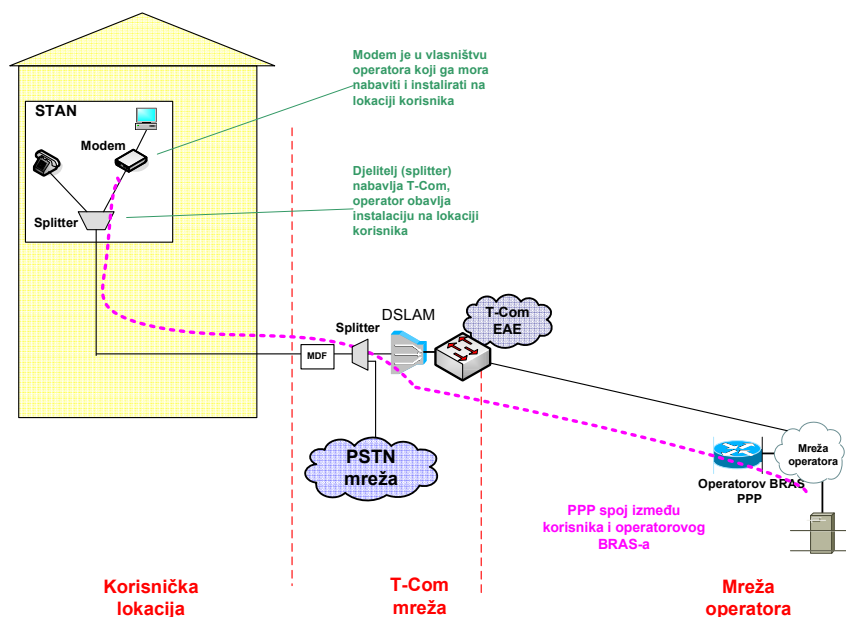 Modem je u vlasništvu
operatora koji ga mora
nabaviti i instalirati na
lokaciji korisnika
STAN
Modem
Djelitelj (splitter)
nabavlja T-Com,
operator obavlja
instalaciju na lokaciji
korisnika
Splitter
DSLAM
T-Com
EAE
Splitter
MDF
PSTN
mreža
Mreža
operatora
Operatorov BRAS
PPP
PPP spoj između
korisnika i operatorovog
BRAS-a
Korisnička
lokacija
T-Com
mreža
Mreža
operatora